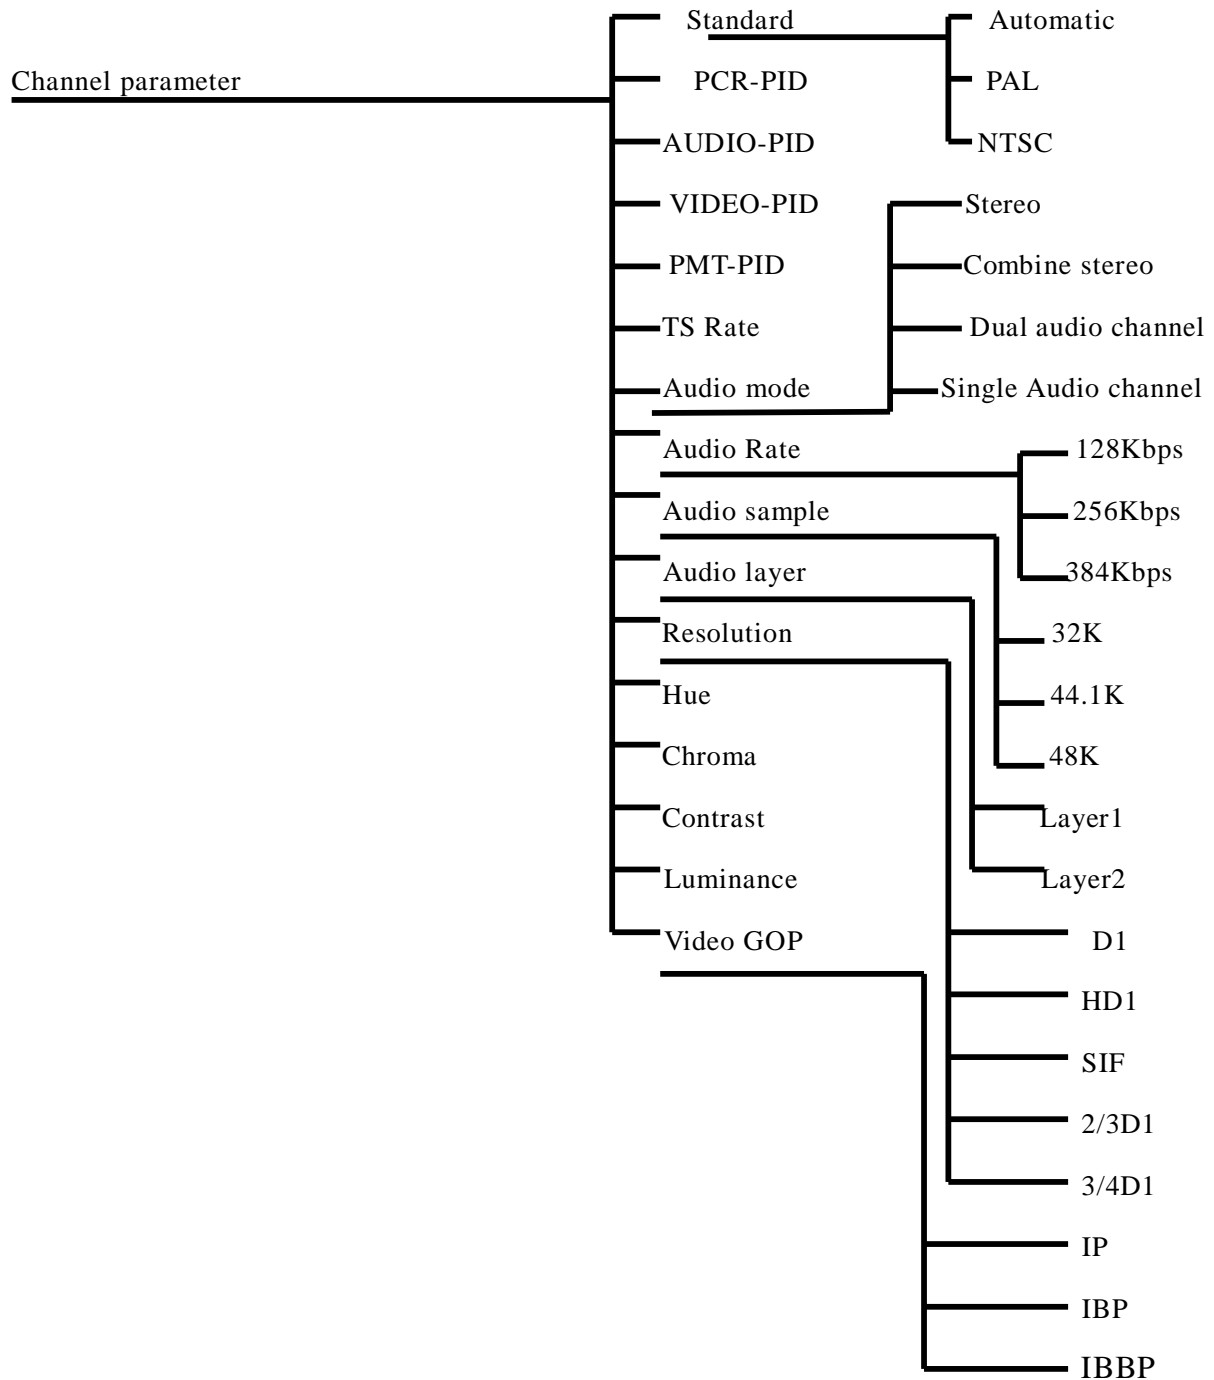 Standard
Automatic
Channel parameter
PCR-PID
PAL
AUDIO-PID
NTSC
VIDEO-PID
Stereo
PMT-PID
Combine stereo
TS Rate
Dual audio channel
Audio mode
Single Audio channel
Audio Rate
128Kbps
Audio sample
256Kbps
Audio layer
384Kbps
Resolution
32K
Hue
44.1K
Chroma
48K
Contrast
Layer1
Luminance
Layer2
Video GOP
D1
HD1
SIF
2/3D1
3/4D1
IP
IBP
IBBP